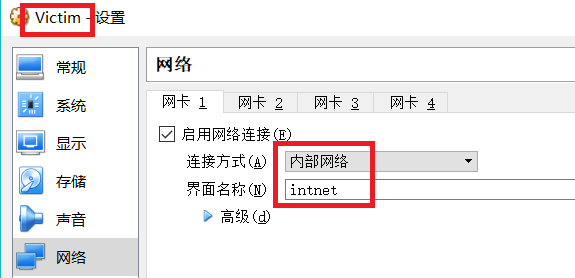 Victim - 设置
常规
系统
显示
存储
声音
网络
网络
网卡 1 网卡 2 网卡 3 网卡 4
启用网络连接(E)
连接方式(A) 内部网络
界面名称(N) intnet
高级(d)